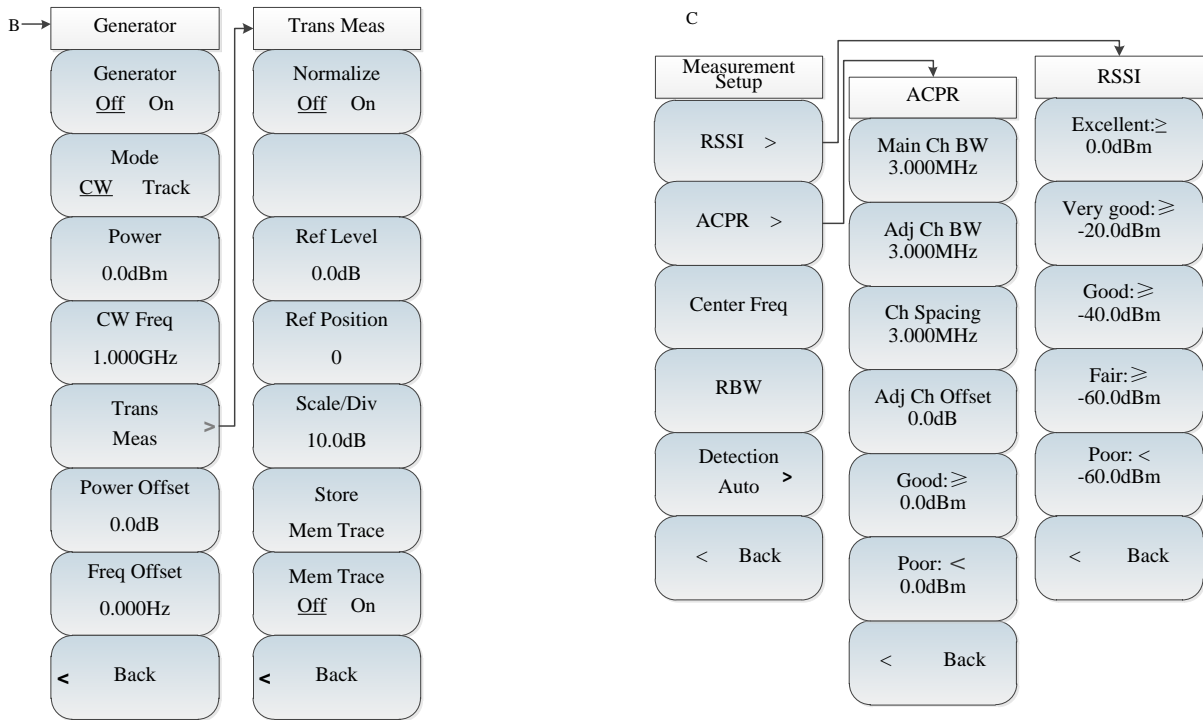 B
Generator
Generator
Off On
Mode
CW Track
Power
0.0dBm
CW Freq
1.000GHz
Trans
Meas >
Power Offset
0.0dB
Freq Offset
0.000Hz
< Back
Trans Meas
Normalize
Off On
Ref Level
0.0dB
Ref Position
0
Scale/Div
10.0dB
Store
Mem Trace
Mem Trace
Off On
< Back
C
Measurement
Setup
RSSI >
ACPR >
Center Freq
RBW
Detection
Auto >
< Back
ACPR
Main Ch BW
3.000MHz
Adj Ch BW
3.000MHz
Ch Spacing
3.000MHz
Adj Ch Offset
0.0dB
Good:≥
0.0dBm
Poor: <
0.0dBm
< Back
RSSI
Excellent:≥
0.0dBm
Very good:≥
-20.0dBm
Good:≥
-40.0dBm
Fair:≥
-60.0dBm
Poor: <
-60.0dBm
< Back